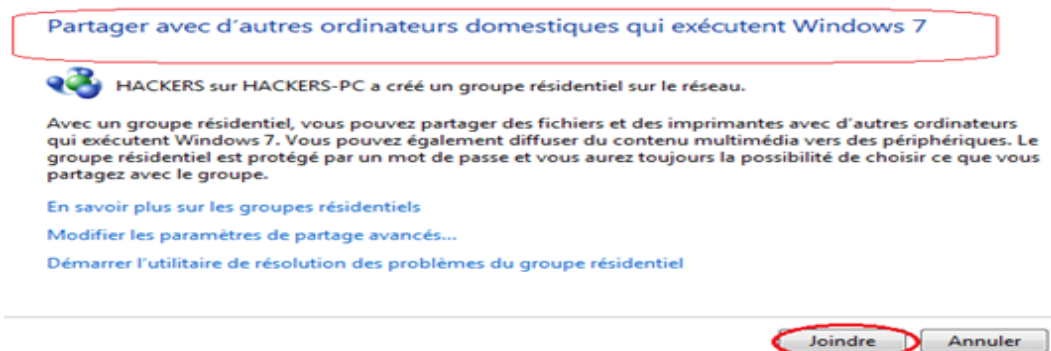 Partager avec d'autres ordinateurs domestiques qui exécutent Windows 7
HACKERS sur HACKERS-PC a créé un groupe résidentiel sur le réseau.
Avec un groupe résidentiel, vous pouvez partager des fichiers et des imprimantes avec d'autres ordinateurs
qui exécutent Windows 7. Vous pouvez également diffuser du contenu multimédia vers des périphériques. Le
groupe résidentiel est protégé par un mot de passe et vous aurez toujours la possibilité de choisir ce que vous
partagez avec le groupe.
En savoir plus sur les groupes résidentiels
Modifier les paramètres de partage avancés...
Démarrer l'utilitaire de résolution des problèmes du groupe résidentiel
Joindre Annuler